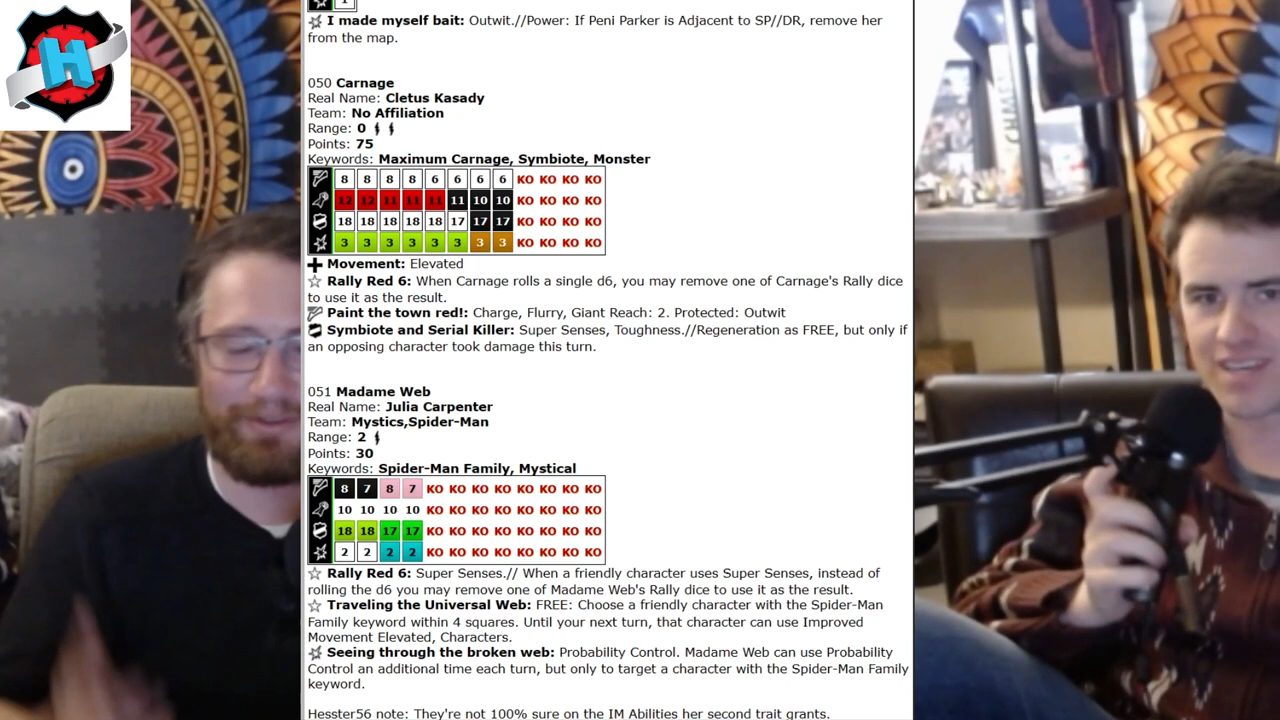 H
1
I made myself bait: Outwit.//Power: If Peni Parker is Adjacent to SP//DR, remove her
from the map.
050 Carnage
Real Name: Cletus Kasady
Team: No Affiliation
Range: 0
Points: 75
Keywords: Maximum Carnage, Symbiote, Monster
8 8 8 8 6 6 6 6 KO KO KO KO
12 12 11 11 11 11 10 10 KO KO KO KO
18 18 18 18 18 17 17 17 KO KO KO KO
3 3 3 3 3 3 3 3 KO KO KO KO
Movement: Elevated
Rally Red 6: When Carnage rolls a single d6, you may remove one of Carnage's Rally dice
to use it as the result.
Paint the town red!: Charge, Flurry, Giant Reach: 2. Protected: Outwit
Symbiote and Serial Killer: Super Senses, Toughness.//Regeneration as FREE, but only if
an opposing character took damage this turn.
051 Madame Web
Real Name: Julia Carpenter
Team: Mystics,Spider-Man
Range: 2
Points: 30
Keywords: Spider-Man Family, Mystical
8 7 8 7 KO KO KO KO KO KO KO KO
10 10 10 10 KO KO KO KO KO KO KO KO
18 18 17 17 KO KO KO KO KO KO KO KO
2 2 2 2 KO KO KO KO KO KO KO KO
Rally Red 6: Super Senses.// When a friendly character uses Super Senses, instead of
rolling the d6 you may remove one of Madame Web's Rally dice to use it as the result.
Traveling the Universal Web: FREE: Choose a friendly character with the Spider-Man
Family keyword within 4 squares. Until your next turn, that character can use Improved
Movement Elevated, Characters.
Seeing through the broken web: Probability Control. Madame Web can use Probability
Control an additional time each turn, but only to target a character with the Spider-Man Family
keyword.
Hesster56 note: They're not 100% sure on the IM Abilities her second trait grants.